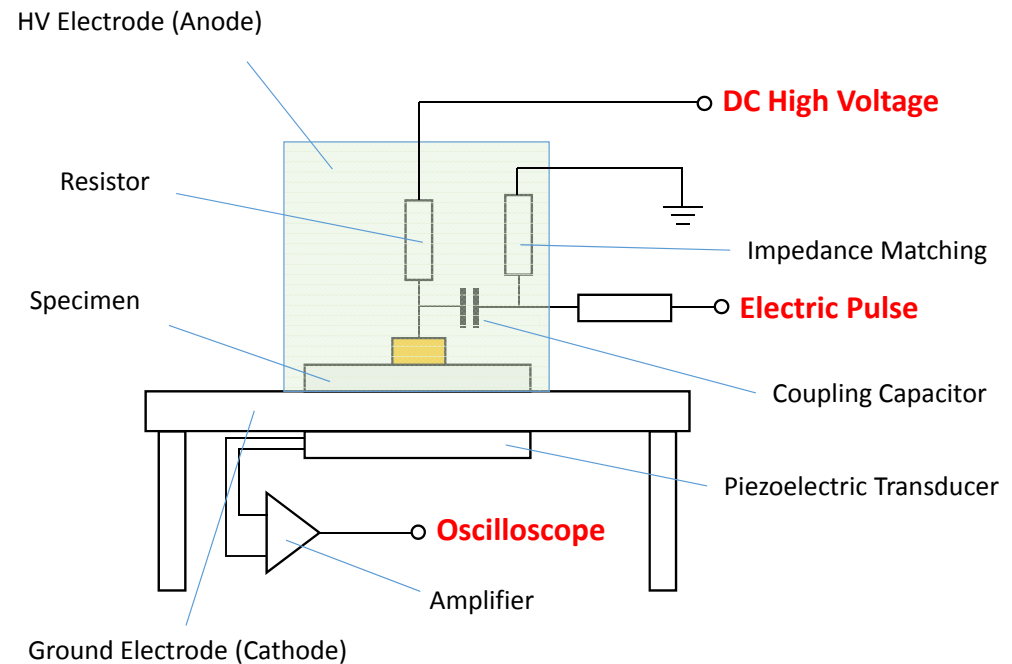 HV Electrode (Anode)
DC High Voltage
Resistor
Impedance Matching
Specimen
Electric Pulse
Coupling Capacitor
Piezoelectric Transducer
Oscilloscope
Amplifier
Ground Electrode (Cathode)